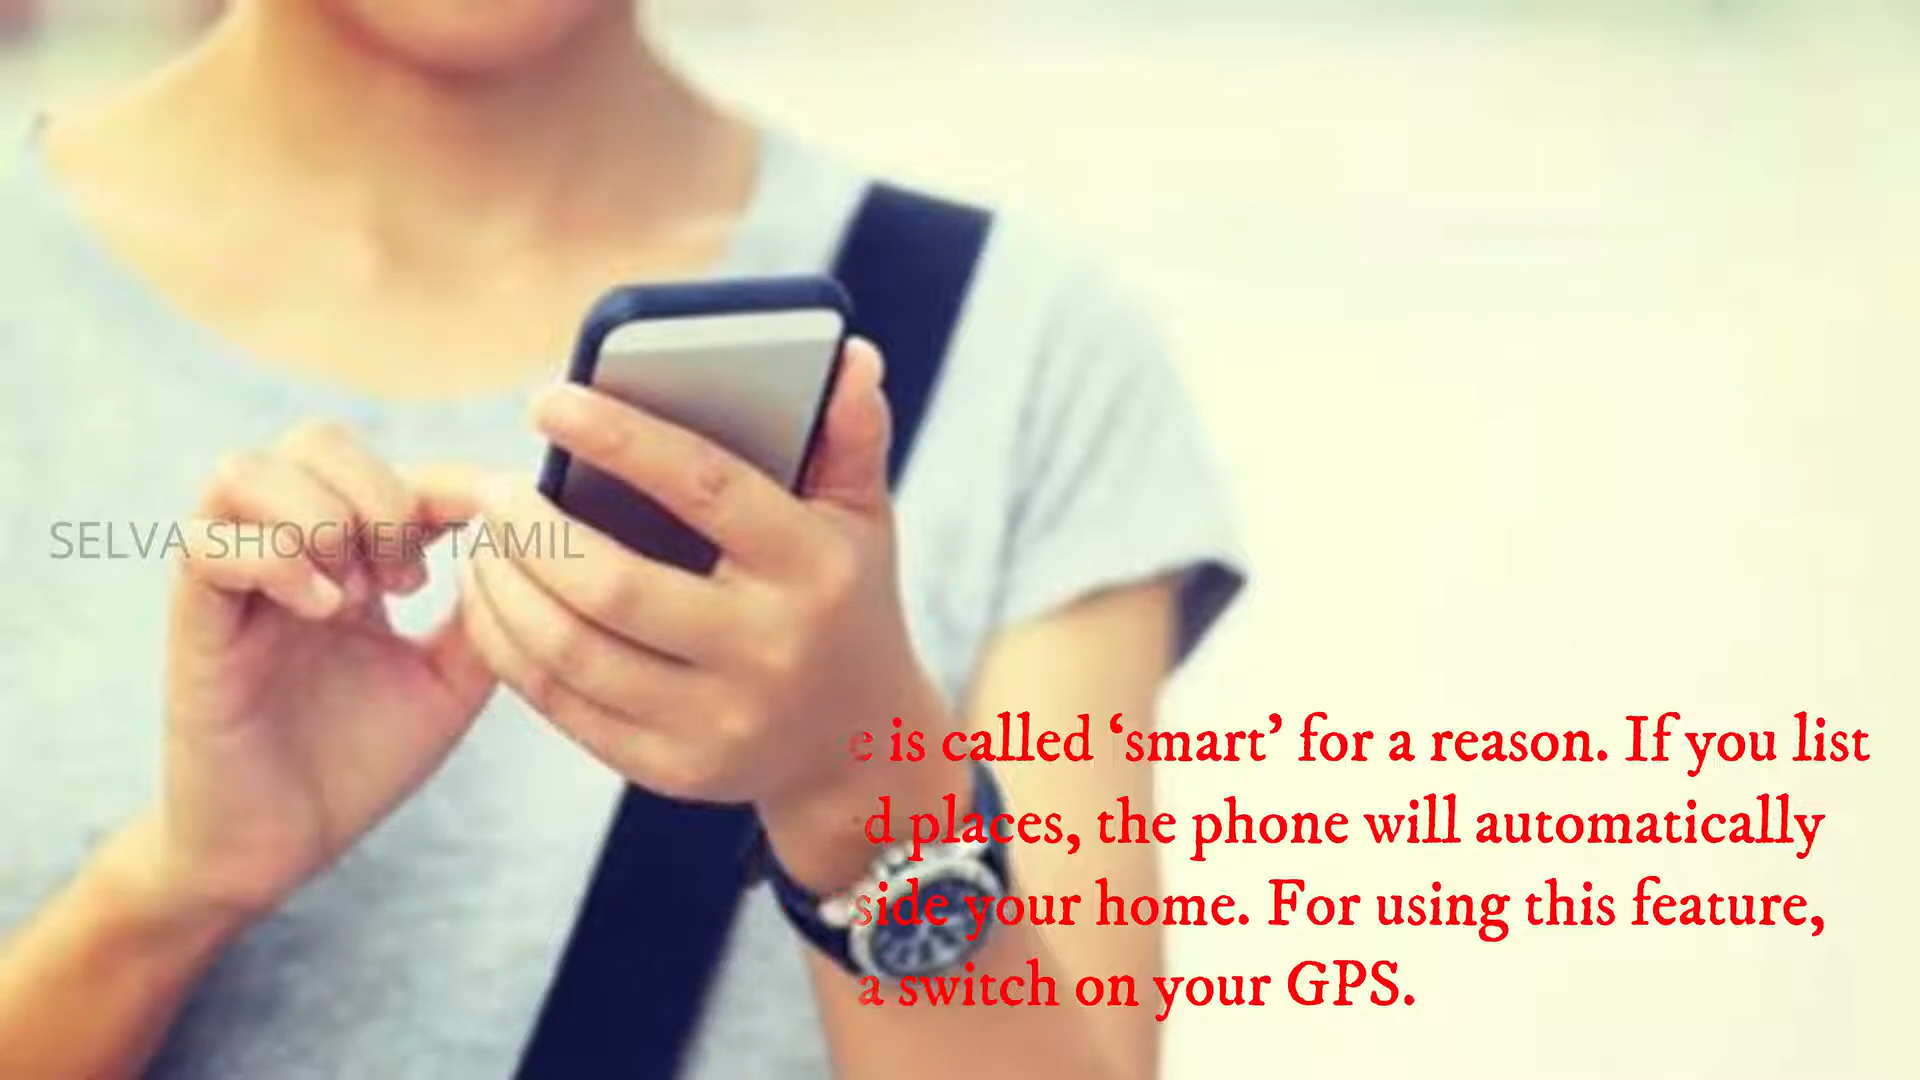 SELVA SHOCKER TAMIL
is called ‘smart’ for a reason. If you list
places, the phone will automatically
side your home. For using this feature,
a switch on your GPS.